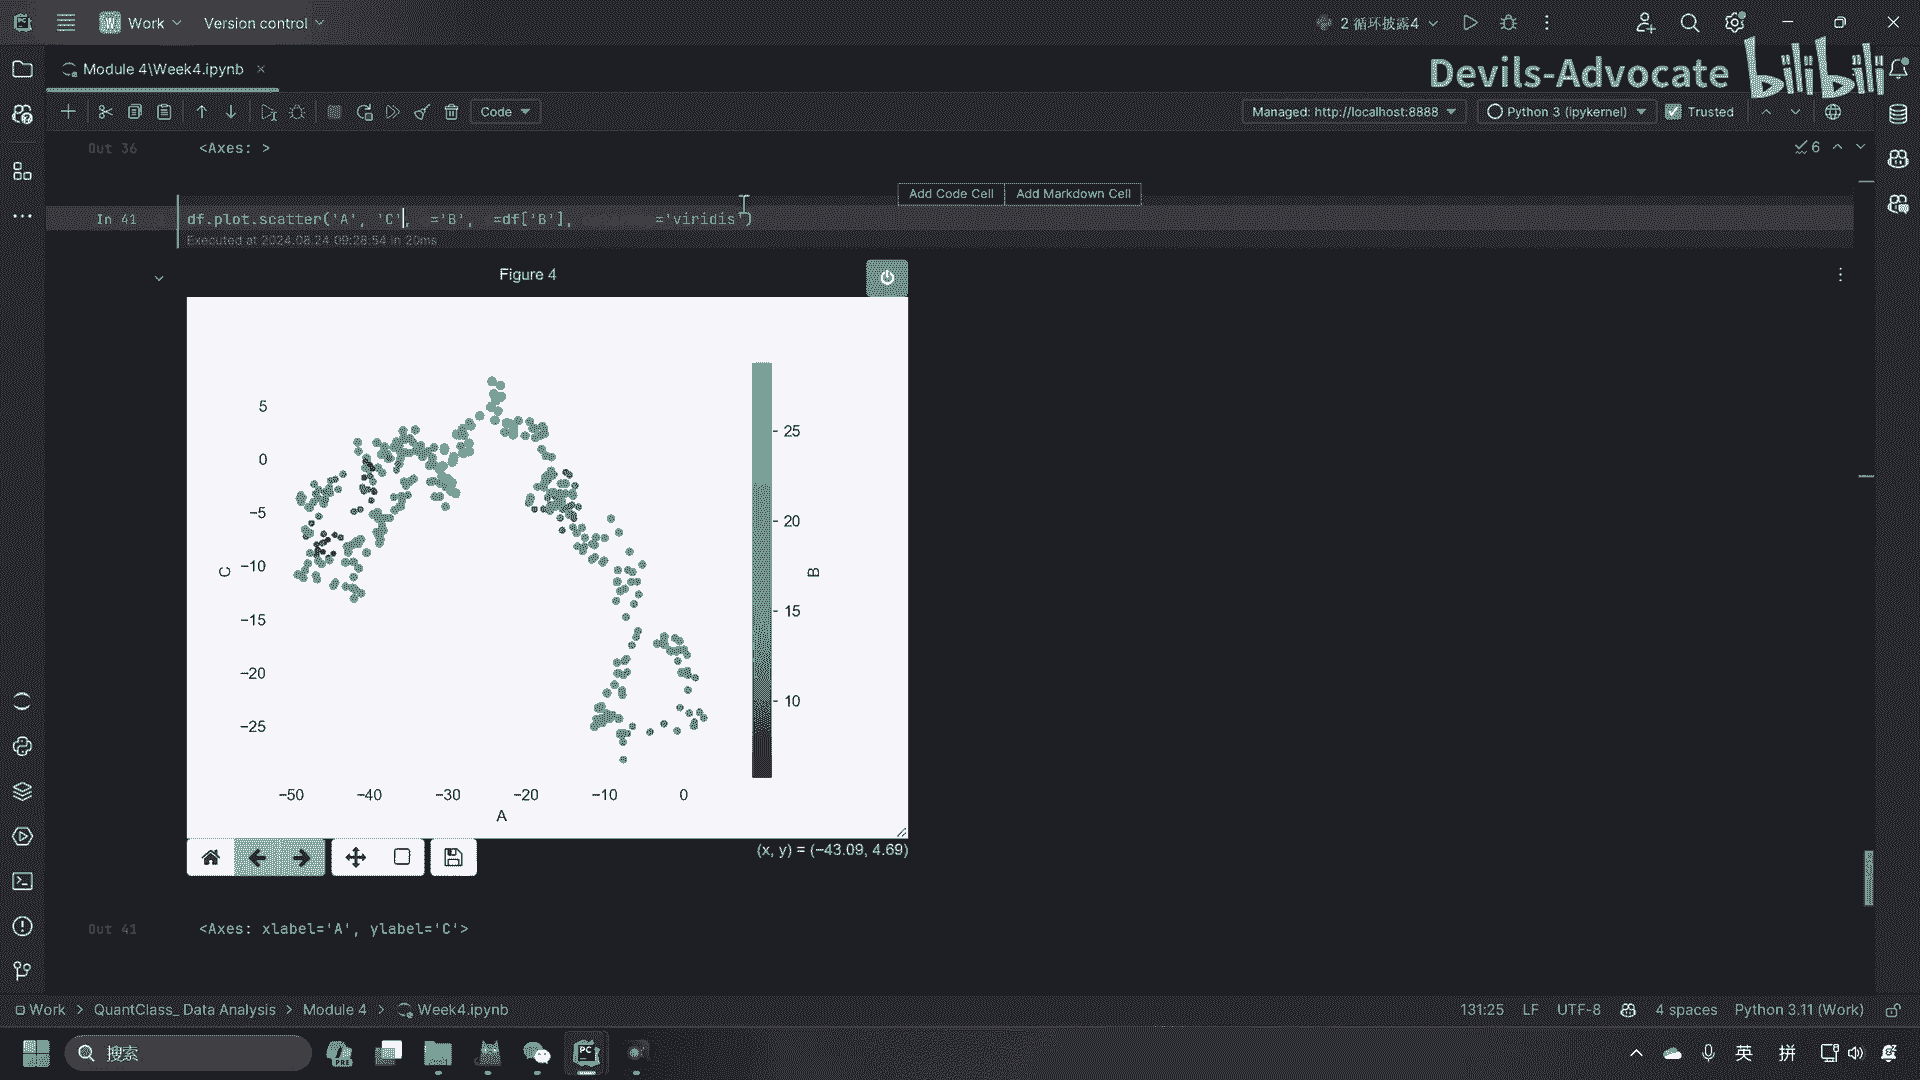 Work Version control 2 循环披露4
Module 4\Week4.ipynb
Devils-Advocate bilibili
Code Managed: http://localhost:8888 Python 3 (ipykernel) Trusted
Out 36 <Axes: > 6
Add Code Cell Add Markdown Cell
In 41 df.plot.scatter('A', 'C', ='B', =df['B'], ='viridis')
Executed at 2024.08.24 09:28:54 in 20ms
Figure 4
5
0
−5
−10
−15
−20
−25
C
−50 −40 −30 −20 −10 0
A
25
20
15
10
B
(x, y) = (−43.09, 4.69)
Out 41 <Axes: xlabel='A', ylabel='C'>
Work > QuantClass_ Data Analysis > Module 4 > Week4.ipynb 131:25 LF UTF-8 4 spaces Python 3.11 (Work)
搜索 PRE PC 英 拼